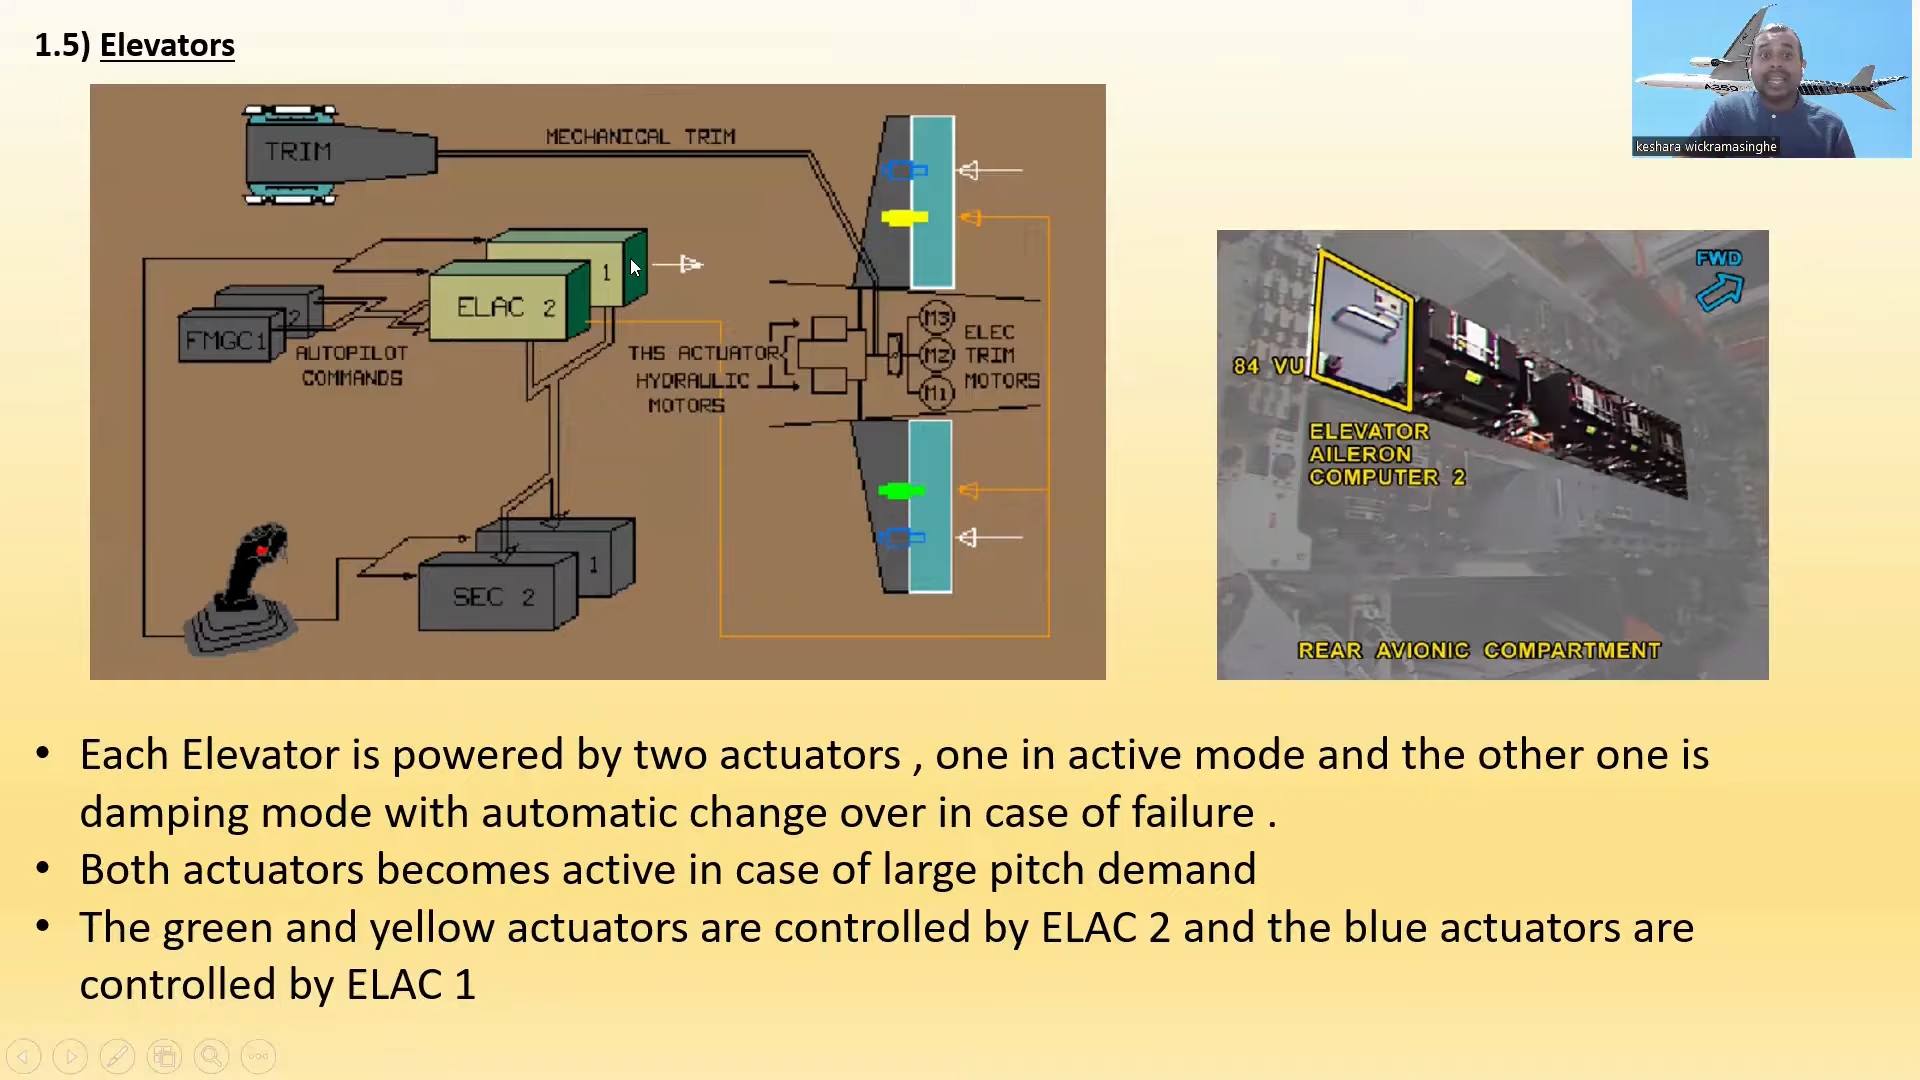 1.5) Elevators
A350
keshara wickramasinghe
TRIM
MECHANICAL TRIM
1
ELAC 2
2
FMGC1
AUTOPILOT
COMMANDS
THS ACTUATOR
HYDRAULIC
MOTORS
M3
M2
M1
ELEC
TRIM
MOTORS
1
SEC 2
FWD
84 VU
ELEVATOR
AILERON
COMPUTER 2
REAR AVIONIC COMPARTMENT
• Each Elevator is powered by two actuators , one in active mode and the other one is
damping mode with automatic change over in case of failure .
• Both actuators becomes active in case of large pitch demand
• The green and yellow actuators are controlled by ELAC 2 and the blue actuators are
controlled by ELAC 1